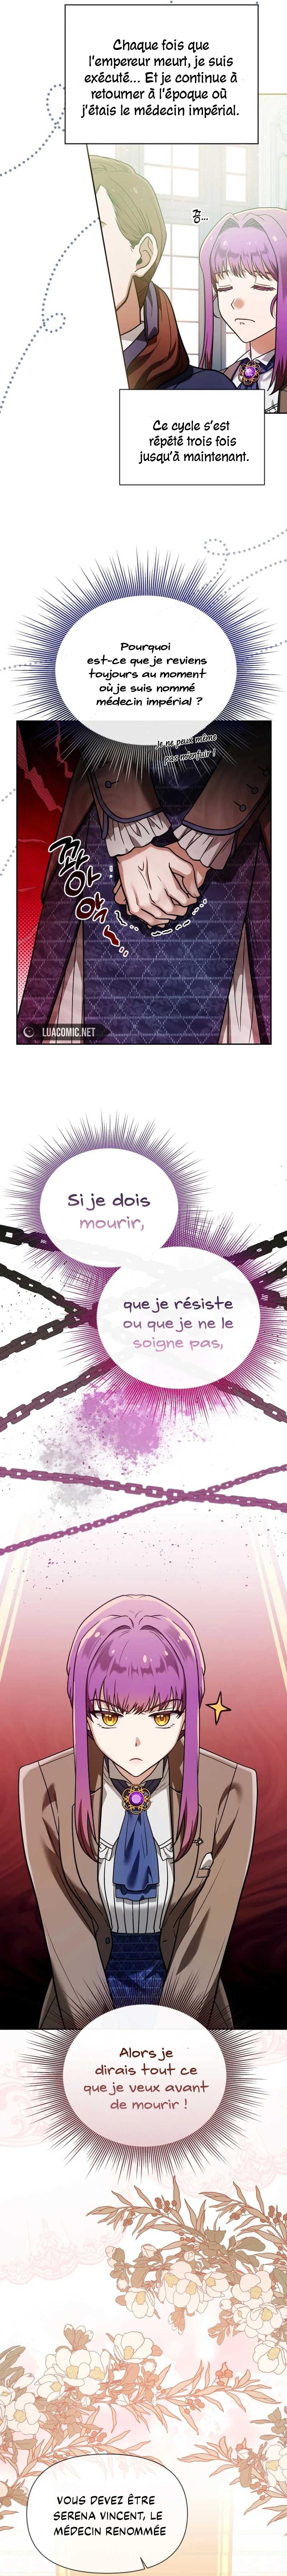 Chaque fois que
l'empereur meurt, je suis
exécuté... Et je continue à
retourner à l'époque où
j'étais le médecin impérial.
꿍...
Ce cycle s'est
répété trois fois
jusqu'à maintenant.
Pourquoi
est-ce que je reviens
toujours au moment
où je suis nommé
médecin impérial ?
Je ne peux même
pas m'enfuir !
LUACOMIC.NET
Si je dois
mourir,
que je résiste
ou que je ne le
soigne pas,
Alors je
dirais tout ce
que je veux avant
de mourir !
VOUS DEVEZ ÊTRE
SERENA VINCENT, LE
MÉDECIN RENOMMÉE